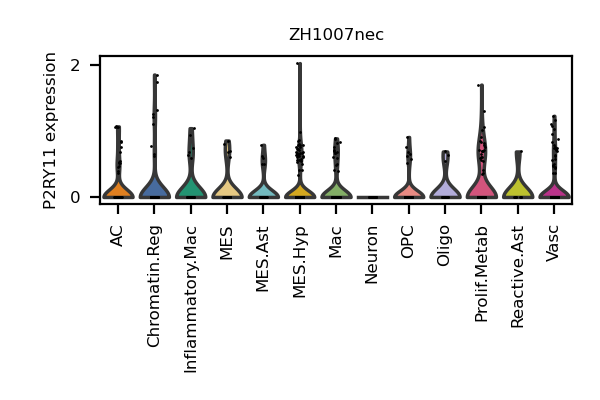 ZH1007nec
P2RY11 expression
2
0
AC
Chromatin.Reg
Inflammatory.Mac
MES
MES.Ast
MES.Hyp
Mac
Neuron
OPC
Oligo
Prolif.Metab
Reactive.Ast
Vasc